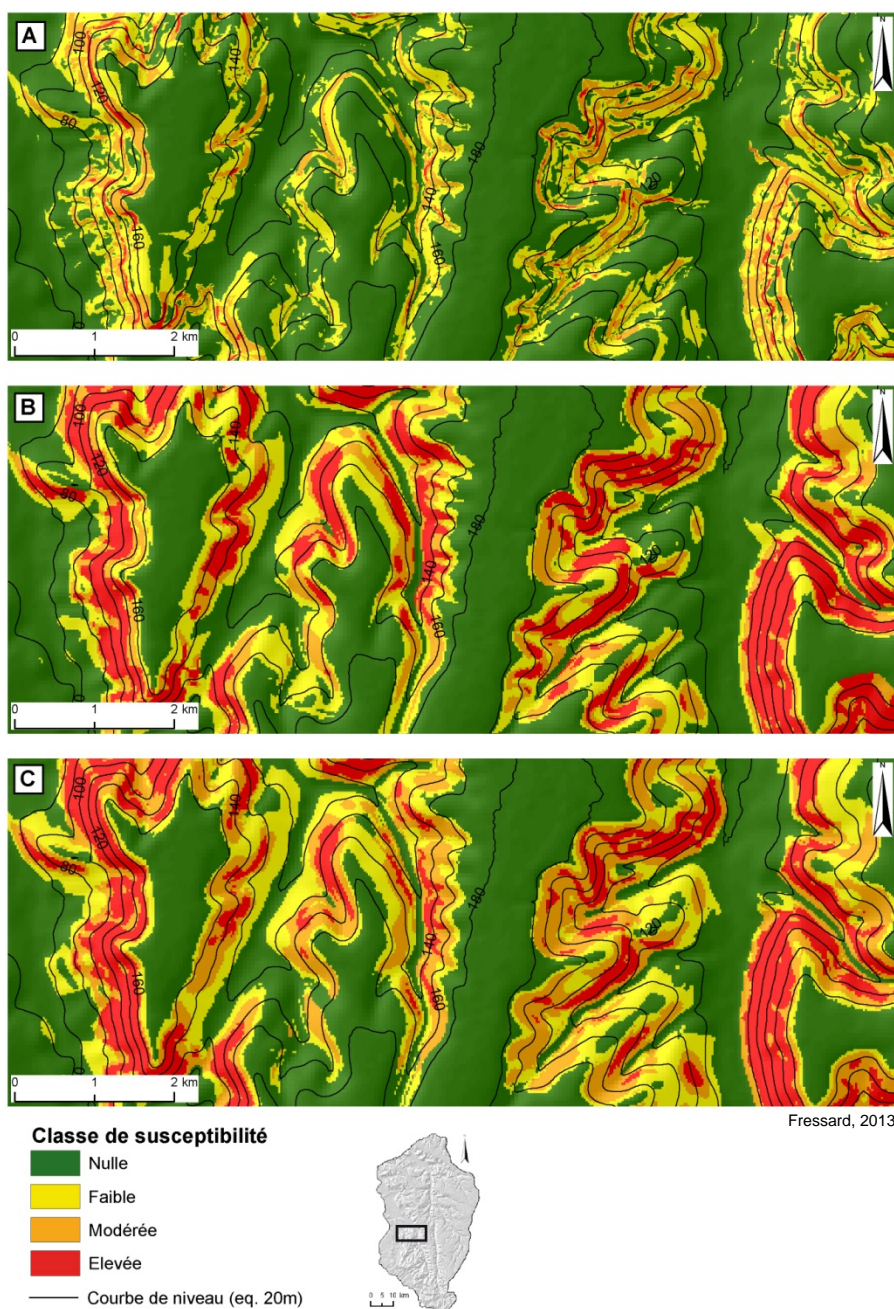 A
N
100
120
80
140
160
140
160
180
120
0 1 2 km
B
N
100
120
80
140
160
140
160
180
120
0 1 2 km
C
N
100
120
80
140
160
140
160
180
120
0 1 2 km
Fressard, 2013
Classe de susceptibilité
Nulle
Faible
Modérée
Elevée
Courbe de niveau (eq. 20m)
0 5 10 km